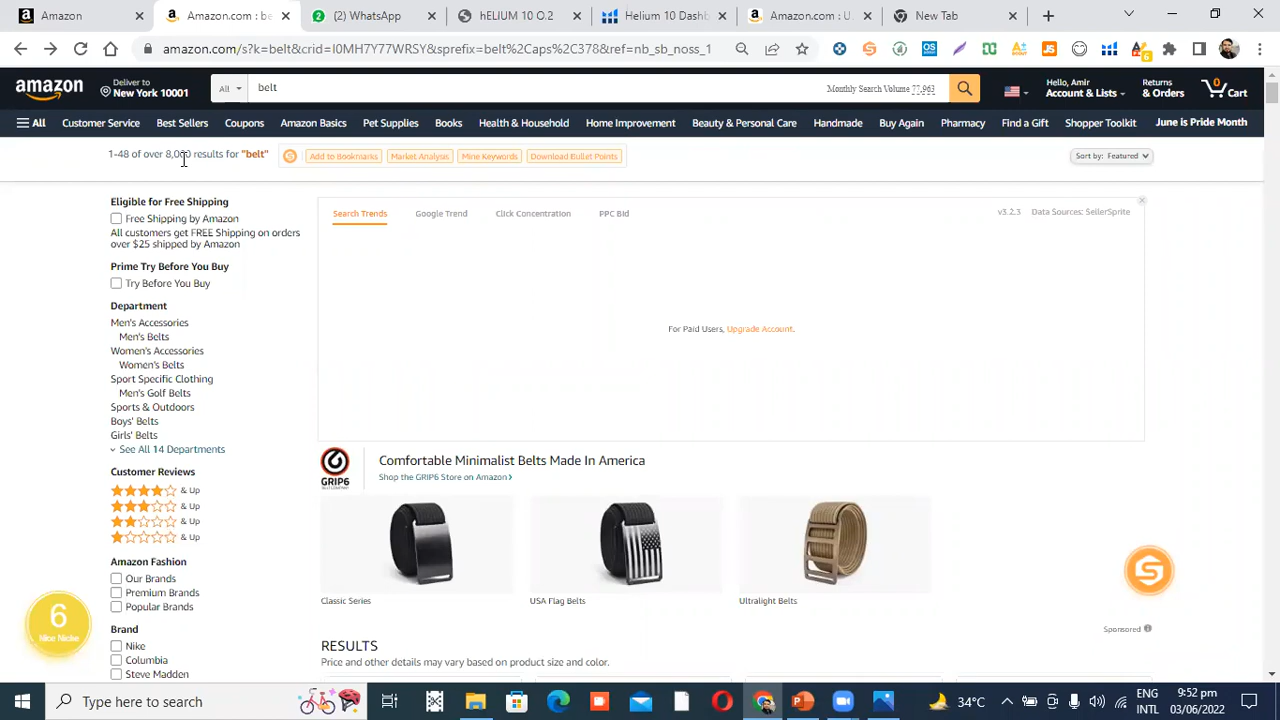 Amazon
Amazon.com : be
(2) WhatsApp
hELIUM 10 O.2
Helium 10 Dashb
Amazon.com : U
New Tab
amazon.com/s?k=belt&crid=I0MH7Y77WRSY&sprefix=belt%2Caps%2C378&ref=nb_sb_noss_1
amazon
Deliver to
New York 10001
All
belt
Monthly Search Volume 77,963
Hello, Amir
Account & Lists
Returns
& Orders
0
Cart
All
Customer Service
Best Sellers
Coupons
Amazon Basics
Pet Supplies
Books
Health & Household
Home Improvement
Beauty & Personal Care
Handmade
Buy Again
Pharmacy
Find a Gift
Shopper Toolkit
June is Pride Month
1-48 of over 8,000 results for "belt"
Add to Bookmarks
Market Analysis
Mine Keywords
Download Bullet Points
Sort by: Featured
Eligible for Free Shipping
Free Shipping by Amazon
All customers get FREE Shipping on orders
over $25 shipped by Amazon
Prime Try Before You Buy
Try Before You Buy
Department
Men's Accessories
Men's Belts
Women's Accessories
Women's Belts
Sport Specific Clothing
Men's Golf Belts
Sports & Outdoors
Boys' Belts
Girls' Belts
See All 14 Departments
Customer Reviews
& Up
& Up
& Up
& Up
Amazon Fashion
Our Brands
Premium Brands
Popular Brands
Brand
Nike
Columbia
Steve Madden
6
Nice Niche
Search Trends
Google Trend
Click Concentration
PPC Bid
v3.2.3
Data Sources: SellerSprite
For Paid Users, Upgrade Account.
GRIP6
Comfortable Minimalist Belts Made In America
Shop the GRIP6 Store on Amazon
Classic Series
USA Flag Belts
Ultralight Belts
Sponsored
RESULTS
Price and other details may vary based on product size and color.
Type here to search
34°C
ENG
INTL
9:52 pm
03/06/2022